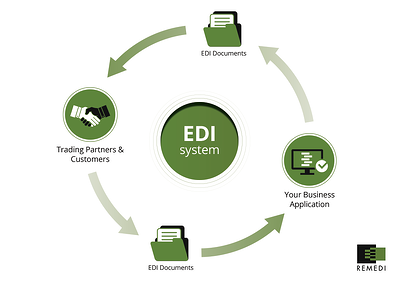 EDI Documents
EDI
system
Trading Partners &
Customers
Your Business
Application
EDI Documents
REMEDI